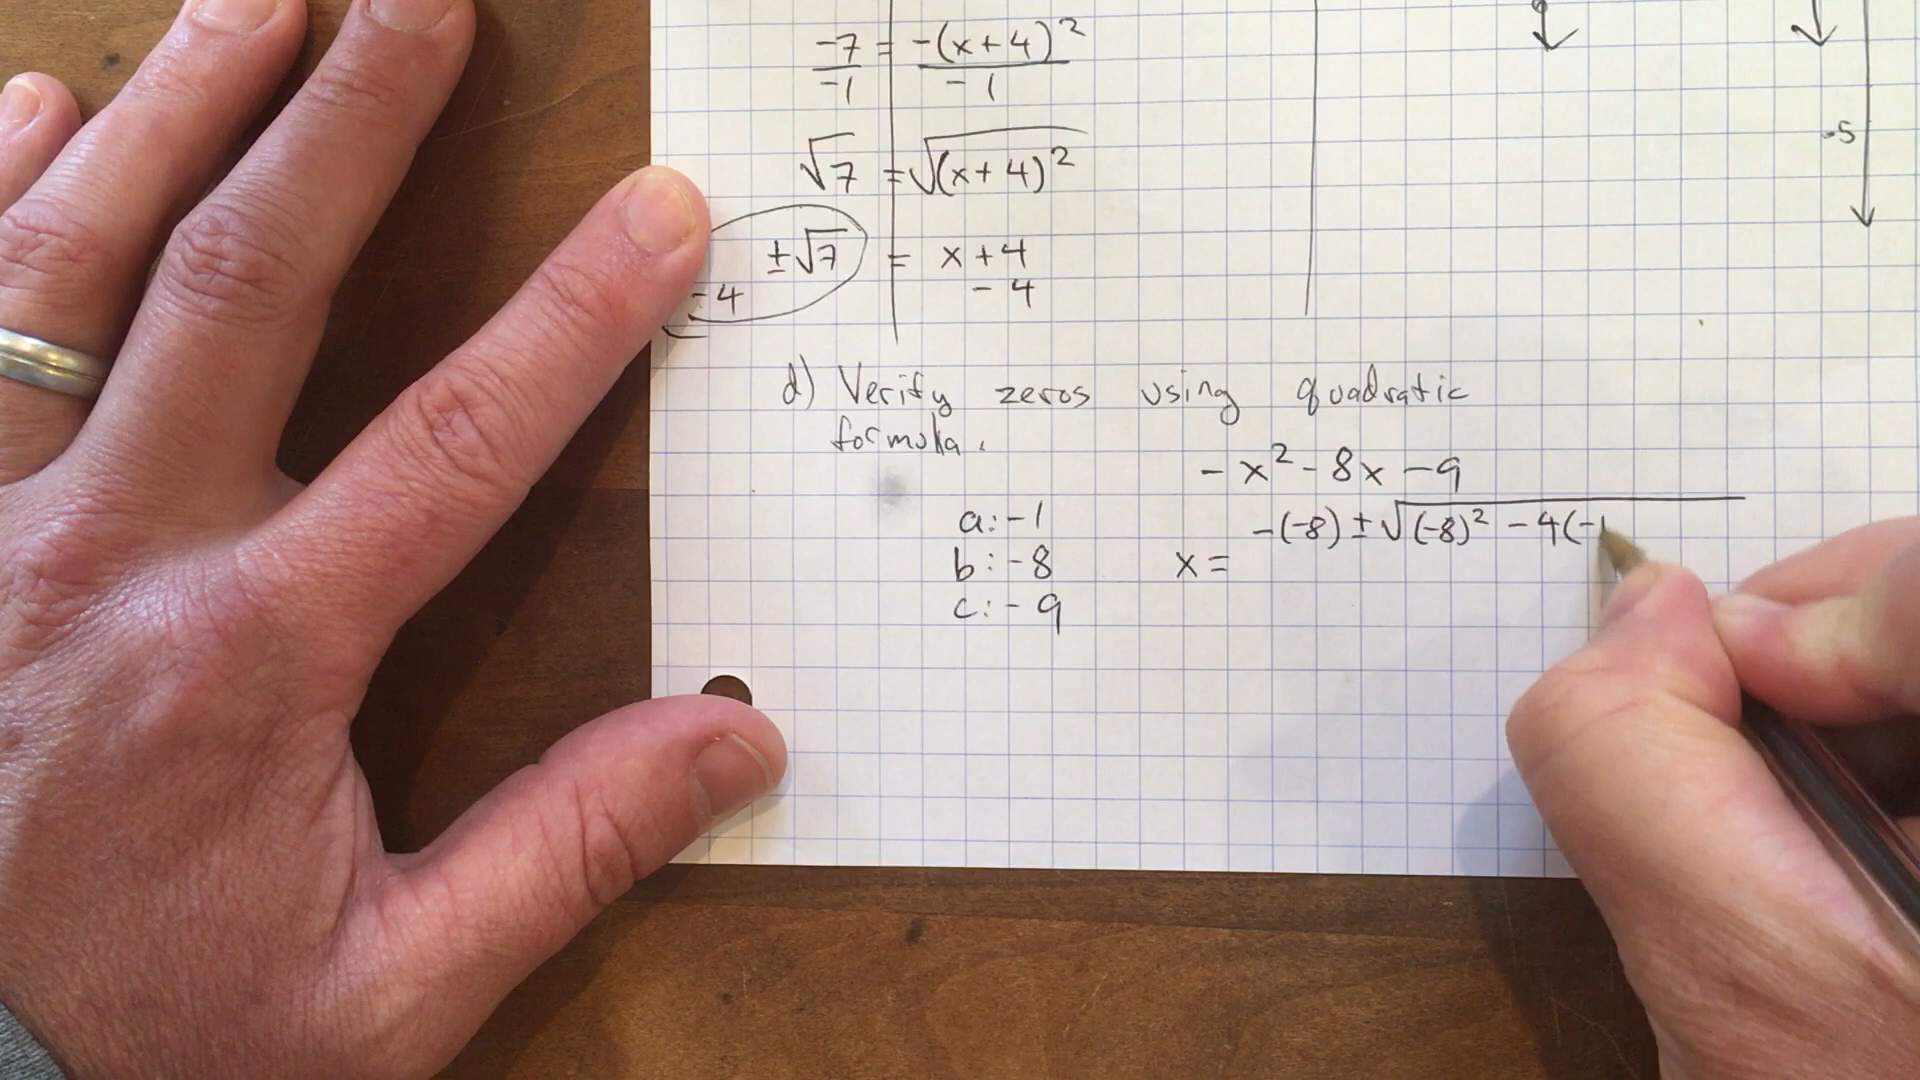 -7 = -(x+4)²
-1 -1
√7 = √(x+4)²
±√7 = x+4
-4 -4
-5
d) Verify zeros using quadratic
formula.
-x² - 8x - 9
a: -1
b: -8
c: -9
x = -(-8) ± √(-8)² - 4(-1